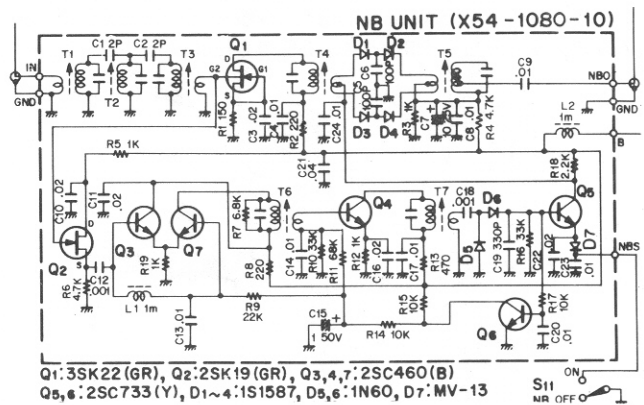 NB UNIT (X54-1080-10)
C1 2P C2 2P
T1
T2
T3
IN
GND
Q1
G2
G1
D
S
T4
D1 D2
D3 D4
C6
100P
T5
C9
.01
NBO
GND
B
L2
1m
R1 150
C3 .02
C4 .01
R2 220
C24 .01
R3 1K
C7
C8 .01
R4 4.7K
R5 1K
C21
.04
R18
2.2K
C10 .02
C11
.02
Q2
D
S
Q3
Q7
R7 6.8K
T6
Q4
T7
C18
.001
D6
Q5
D7
NBS
R6
4.7K
C12
.001
R19
1K
L1 1m
C13 .01
R8
220
R9
22K
C14 .01
R10 33K
R11 68K
R12 1K
C16 .02
C17 .01
R13
470
D5
C19 330P
R16 33K
C22
.02
C23
.01
R15
10K
C15
1 50V
R14 10K
Q6
R17
10K
C20
.01
ON
S11
NB OFF
Q1:3SK22(GR), Q2:2SK19(GR), Q3,4,7:2SC460(B)
Q5,6:2SC733(Y), D1~4:1S1587, D5,6:1N60, D7:MV-13